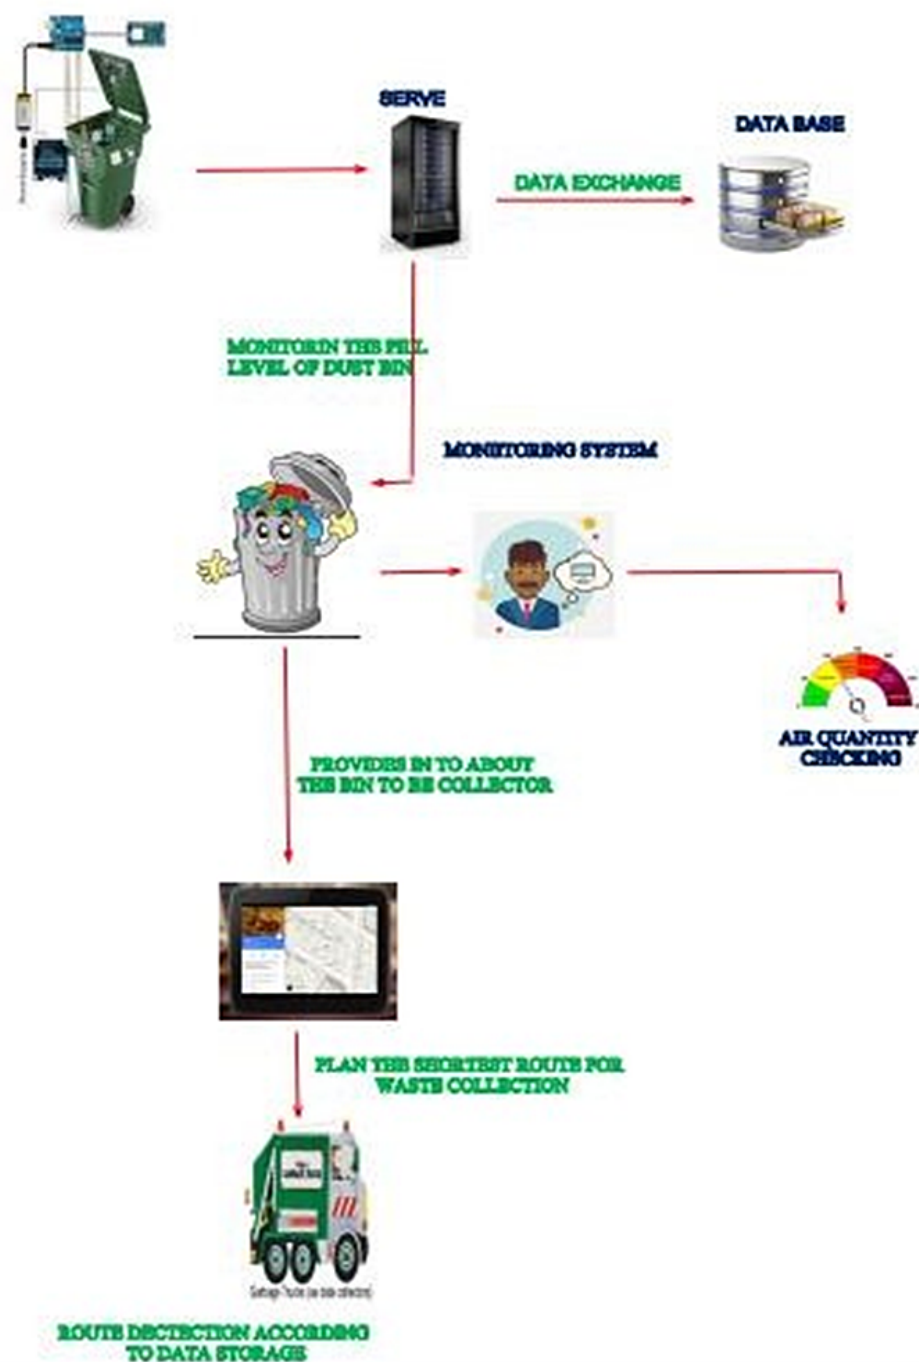 SERVE
DATA BASE
DATA EXCHANGE
MONITORIN THE FILL
LEVEL OF DUST BIN
MONIITORING SYSTEM
AIR QUANTITY
CHECKING
PROVIDES IN TO ABOUT
THE BIN TO BE COLLECTOR
PLAN THE SHORTEST ROUTE FOR
WASTE COLLECTION
Garbage Trucks (as data collectors)
ROUTE DECTECTION ACCORDING
TO DATA STORAGE